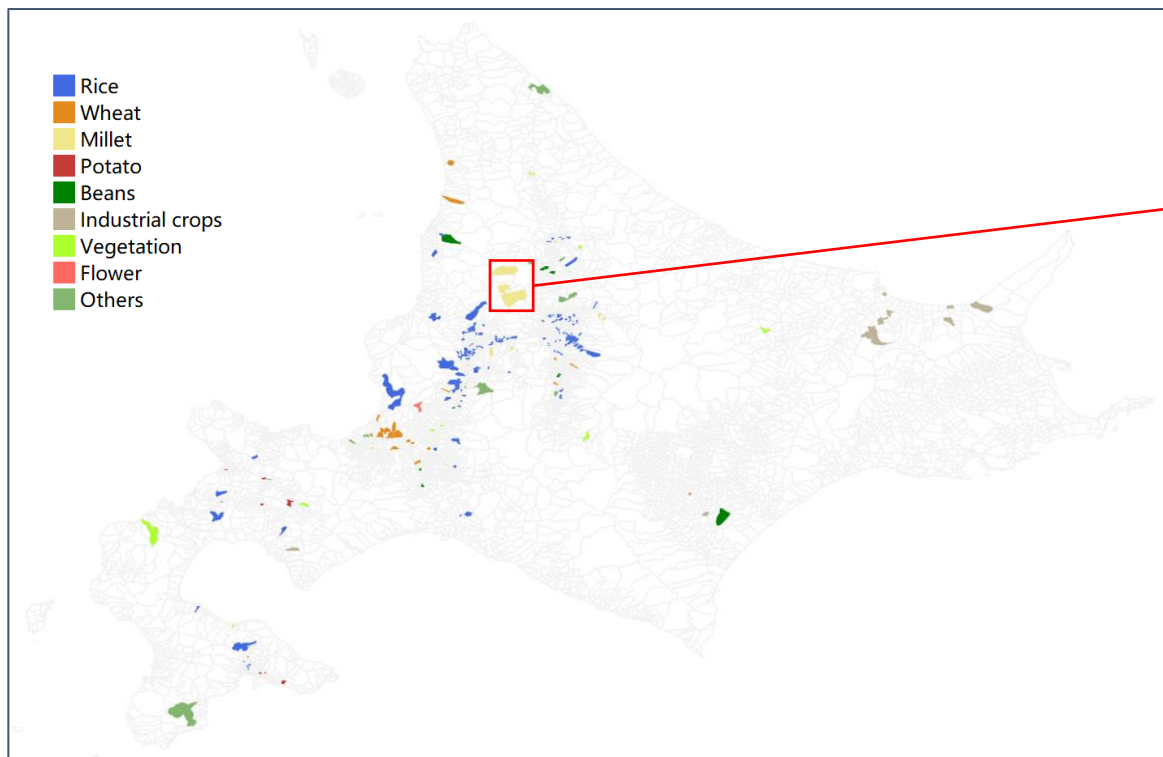 Rice
Wheat
Millet
Potato
Beans
Industrial crops
Vegetation
Flower
Others